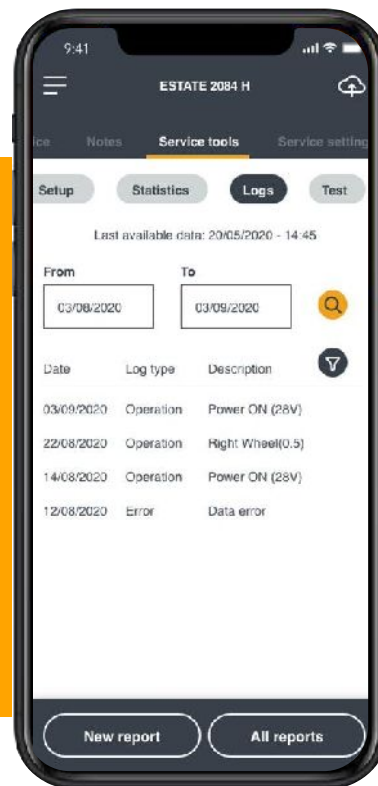 9:41
ESTATE 2084 H
ice Notes Service tools Service setting
Setup Statistics Logs Test
Last available data: 20/05/2020 - 14:45
From To
03/08/2020 03/09/2020
Date Log type Description
03/09/2020 Operation Power ON (28V)
22/08/2020 Operation Right Wheel(0.5)
14/08/2020 Operation Power ON (28V)
12/08/2020 Error Data error
New report All reports